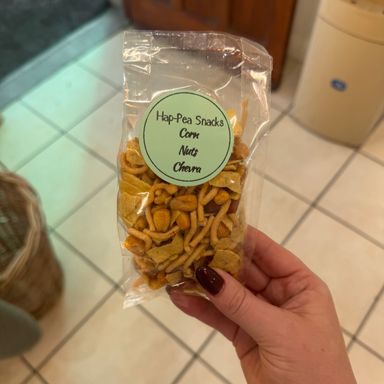 Hap-Pea Snacks
Corn
Nuts
Chevra